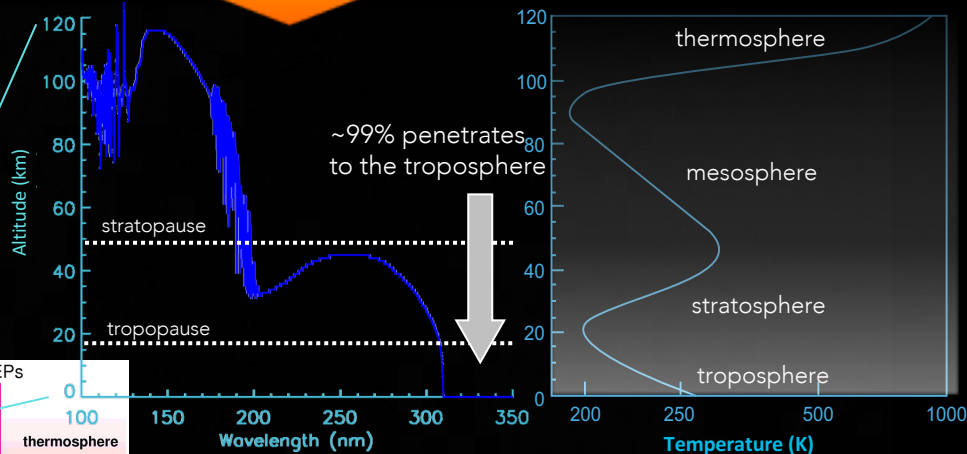 120
100
80
60
40
20
0
Altitude (km)
stratopause
tropopause
~99% penetrates
to the troposphere
100
150
200
250
300
350
Wavelength (nm)
EPs
thermosphere
120
100
80
60
40
20
0
thermosphere
mesosphere
stratosphere
troposphere
200
250
500
1000
Temperature (K)